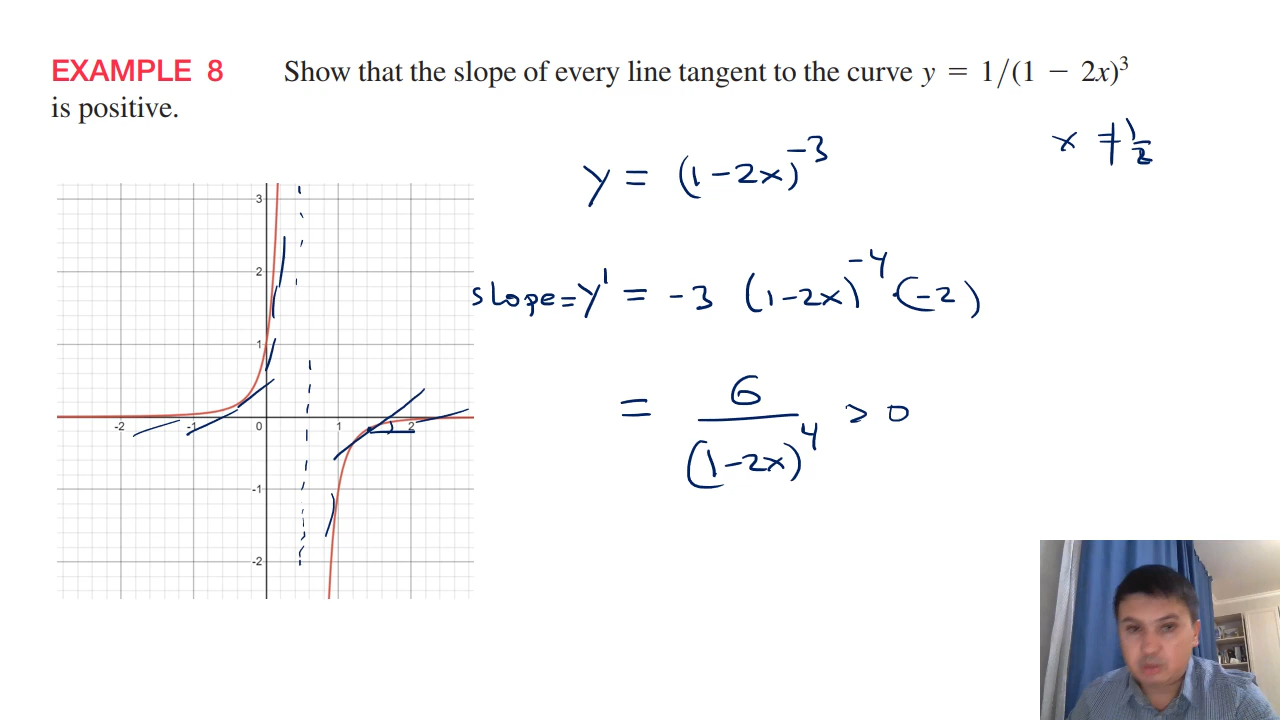 EXAMPLE 8 Show that the slope of every line tangent to the curve y = 1/(1 − 2x)³
is positive.
x ≠ 1/2
y = (1-2x)⁻³
slope = y' = -3 (1-2x)⁻⁴ (-2)
= 6/(1-2x)⁴ > 0
3
2
1
-2 -1 0 1 2
-1
-2